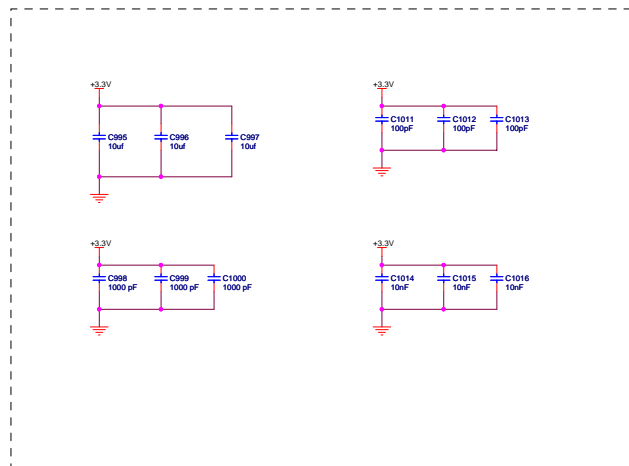 +3.3V
C995
10uf
C996
10uf
C997
10uf
+3.3V
C1011
100pF
C1012
100pF
C1013
100pF
+3.3V
C998
1000 pF
C999
1000 pF
C1000
1000 pF
+3.3V
C1014
10nF
C1015
10nF
C1016
10nF